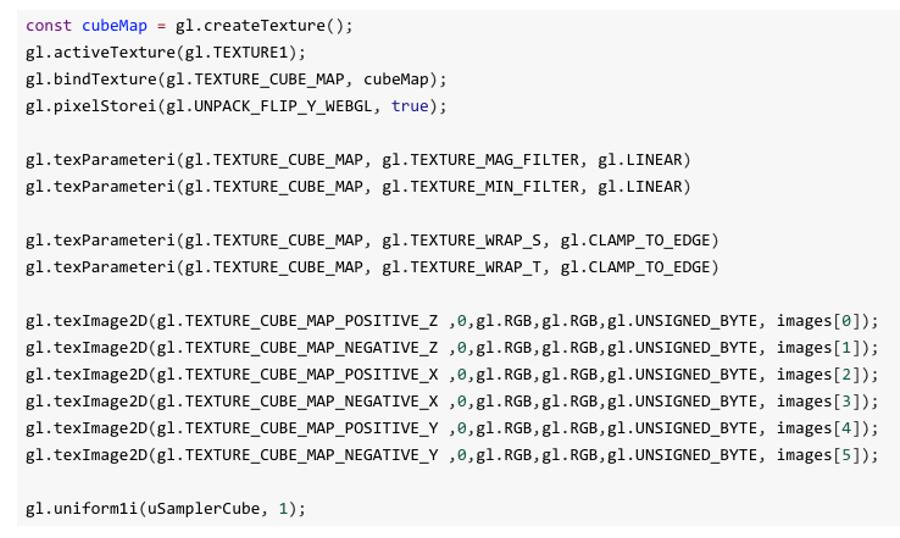 const cubeMap = gl.createTexture();
gl.activeTexture(gl.TEXTURE1);
gl.bindTexture(gl.TEXTURE_CUBE_MAP, cubeMap);
gl.pixelStorei(gl.UNPACK_FLIP_Y_WEBGL, true);
gl.texParameteri(gl.TEXTURE_CUBE_MAP, gl.TEXTURE_MAG_FILTER, gl.LINEAR)
gl.texParameteri(gl.TEXTURE_CUBE_MAP, gl.TEXTURE_MIN_FILTER, gl.LINEAR)
gl.texParameteri(gl.TEXTURE_CUBE_MAP, gl.TEXTURE_WRAP_S, gl.CLAMP_TO_EDGE)
gl.texParameteri(gl.TEXTURE_CUBE_MAP, gl.TEXTURE_WRAP_T, gl.CLAMP_TO_EDGE)
gl.texImage2D(gl.TEXTURE_CUBE_MAP_POSITIVE_Z ,0,gl.RGB,gl.RGB,gl.UNSIGNED_BYTE, images[0]);
gl.texImage2D(gl.TEXTURE_CUBE_MAP_NEGATIVE_Z ,0,gl.RGB,gl.RGB,gl.UNSIGNED_BYTE, images[1]);
gl.texImage2D(gl.TEXTURE_CUBE_MAP_POSITIVE_X ,0,gl.RGB,gl.RGB,gl.UNSIGNED_BYTE, images[2]);
gl.texImage2D(gl.TEXTURE_CUBE_MAP_NEGATIVE_X ,0,gl.RGB,gl.RGB,gl.UNSIGNED_BYTE, images[3]);
gl.texImage2D(gl.TEXTURE_CUBE_MAP_POSITIVE_Y ,0,gl.RGB,gl.RGB,gl.UNSIGNED_BYTE, images[4]);
gl.texImage2D(gl.TEXTURE_CUBE_MAP_NEGATIVE_Y ,0,gl.RGB,gl.RGB,gl.UNSIGNED_BYTE, images[5]);
gl.uniform1i(uSamplerCube, 1);